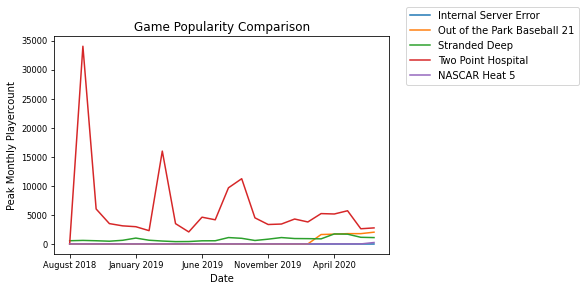 Game Popularity Comparison
Internal Server Error
Out of the Park Baseball 21
Stranded Deep
Two Point Hospital
NASCAR Heat 5
Peak Monthly Playercount
35000
30000
25000
20000
15000
10000
5000
0
August 2018 January 2019 June 2019 November 2019 April 2020
Date